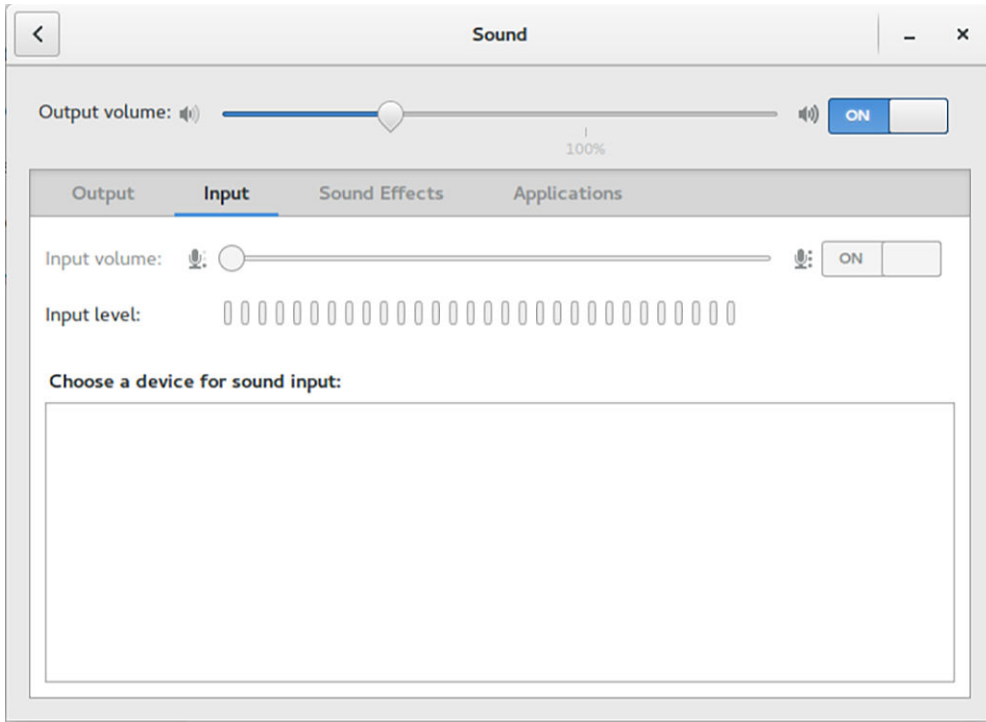 Sound
Output volume: ON
100%
Output Input Sound Effects Applications
Input volume: ON
Input level:
Choose a device for sound input: